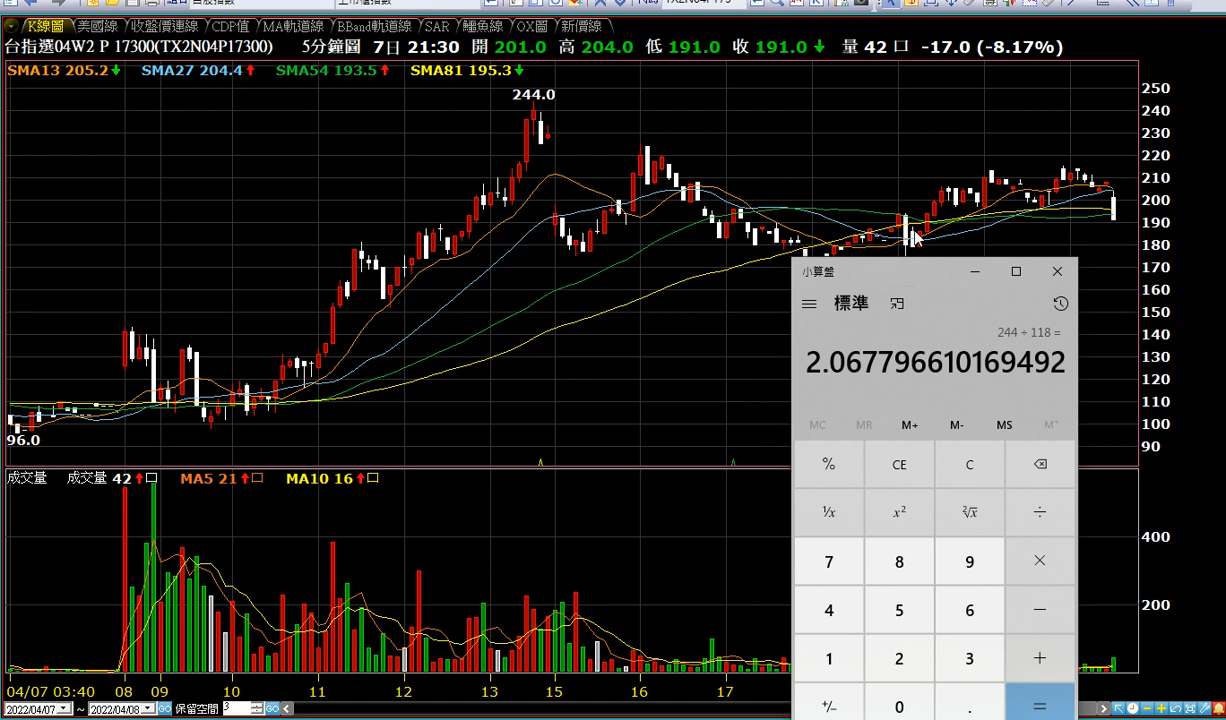 K線圖 美國線 收盤價連線 CDP值 MA軌道線 BBand軌道線 SAR 鱷魚線 OX圖 新價線
台指選04W2 P 17300(TX2N04P17300) 5分鐘圖 7日 21:30 開 201.0 高 204.0 低 191.0 收 191.0 量 42 口 -17.0 (-8.17%)
SMA13 205.2 SMA27 204.4 SMA54 193.5 SMA81 195.3
244.0
250
240
230
220
210
200
190
180
170
160
150
140
130
120
110
100
90
96.0
小算盤
標準
244 ÷ 118 =
2.067796610169492
MC MR M+ M- MS M˅
% CE C
⅟x x² ²√x ÷
7 8 9 ×
4 5 6 −
1 2 3 +
+/− 0 . =
成交量 成交量 42 口 MA5 21 口 MA10 16 口
400
200
04/07 03:40 08 09 10 11 12 13 15 16 17
2022/04/07 ~ 2022/04/08 GO 保留空間 3 GO